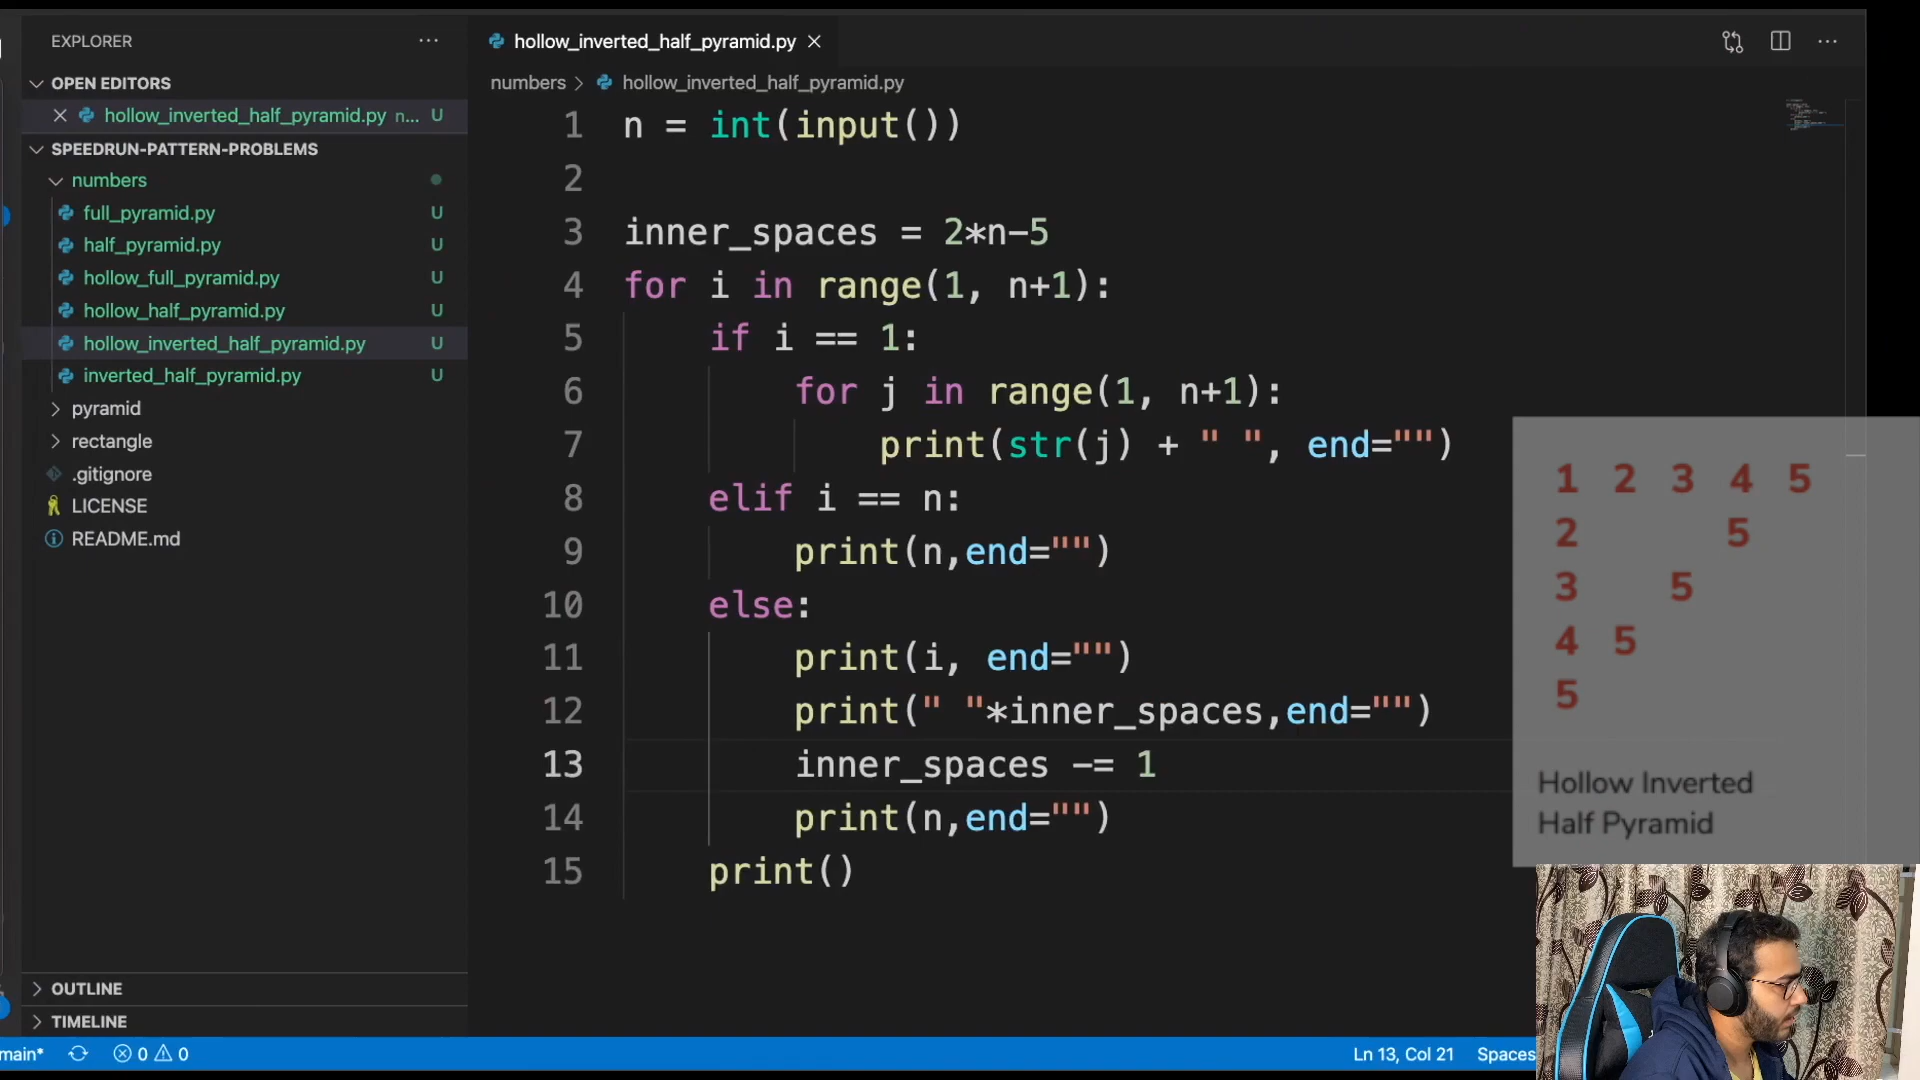 EXPLORER
OPEN EDITORS
hollow_inverted_half_pyramid.py n... U
SPEEDRUN-PATTERN-PROBLEMS
numbers
full_pyramid.py U
half_pyramid.py U
hollow_full_pyramid.py U
hollow_half_pyramid.py U
hollow_inverted_half_pyramid.py U
inverted_half_pyramid.py U
pyramid
rectangle
.gitignore
LICENSE
README.md
OUTLINE
TIMELINE
hollow_inverted_half_pyramid.py
numbers > hollow_inverted_half_pyramid.py
1 n = int(input())
2
3 inner_spaces = 2*n-5
4 for i in range(1, n+1):
5 if i == 1:
6 for j in range(1, n+1):
7 print(str(j) + " ", end="")
8 elif i == n:
9 print(n,end="")
10 else:
11 print(i, end="")
12 print(" "*inner_spaces,end="")
13 inner_spaces -= 1
14 print(n,end="")
15 print()
1 2 3 4 5
2 5
3 5
4 5
5
Hollow Inverted
Half Pyramid
main* 0 0 Ln 13, Col 21 Spaces